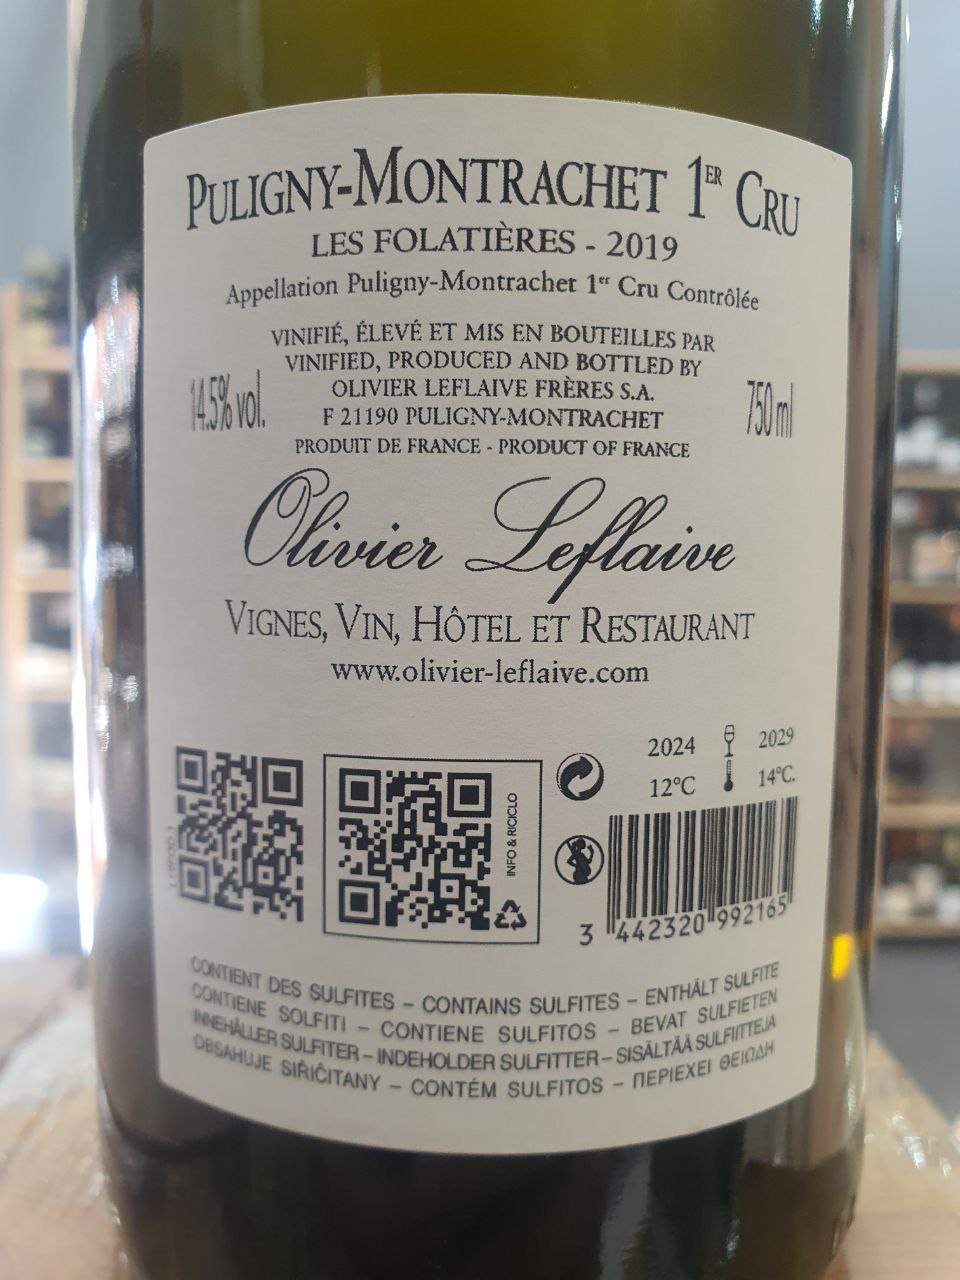 PULIGNY-MONTRACHET 1ER CRU
LES FOLATIÈRES - 2019
Appellation Puligny-Montrachet 1er Cru Contrôlée
VINIFIÉ, ÉLEVÉ ET MIS EN BOUTEILLES PAR
VINIFIED, PRODUCED AND BOTTLED BY
OLIVIER LEFLAIVE FRÈRES S.A.
14.5% vol.
F 21190 PULIGNY-MONTRACHET
750 ml
PRODUIT DE FRANCE - PRODUCT OF FRANCE
Olivier Leflaive
VIGNES, VIN, HÔTEL ET RESTAURANT
www.olivier-leflaive.com
2024 2029
12°C 14°C.
INFO & RICICLO
3 442320 992165
CONTIENT DES SULFITES – CONTAINS SULFITES – ENTHÄLT SULFITE
CONTIENE SOLFITI – CONTIENE SULFITOS – BEVAT SULFIETEN
INNEHÅLLER SULFITER – INDEHOLDER SULFITTER – SISÄLTÄÄ SULFIITTEJA
OBSAHUJE SIŘIČITANY – CONTÉM SULFITOS – ΠΕΡΙΕΧΕΙ ΘΕΙΩΔΗ